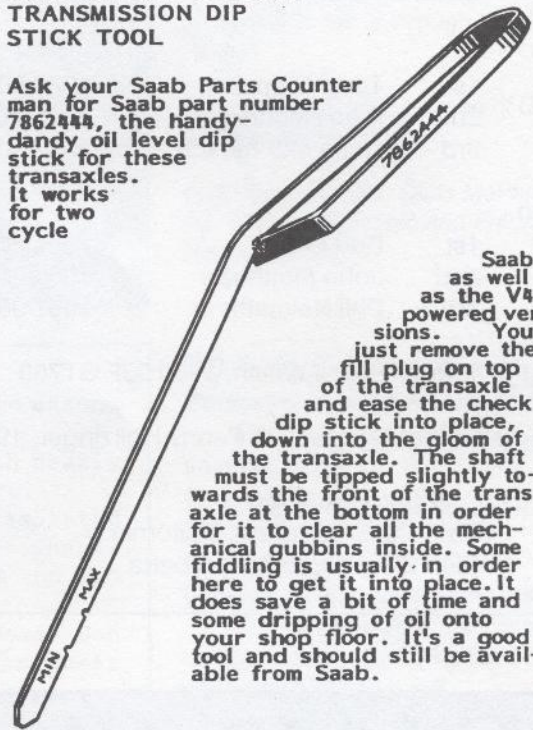 TRANSMISSION DIP
STICK TOOL
Ask your Saab Parts Counter
man for Saab part number
7862444, the handy-
dandy oil level dip
stick for these
transaxles.
It works
for two
cycle
Saab
as well
as the V4
powered ver
sions. You
just remove the
fill plug on top
of the transaxle
and ease the check
dip stick into place,
down into the gloom of
the transaxle. The shaft
must be tipped slightly to-
wards the front of the trans
axle at the bottom in order
for it to clear all the mech-
anical gubbins inside. Some
fiddling is usually in order
here to get it into place. It
does save a bit of time and
some dripping of oil onto
your shop floor. It's a good
tool and should still be avail-
able from Saab.
7862444
MIN MAX